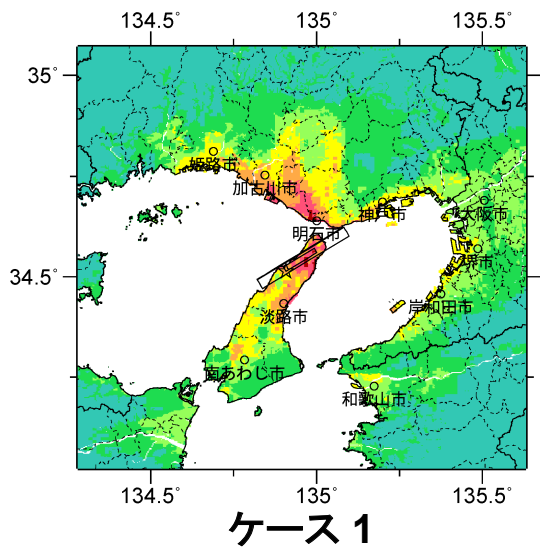 134.5° 135° 135.5°
35°
姫路市
加古川市
神戸市 大阪市
明石市
堺市
34.5°
岸和田市
淡路市
南あわじ市
和歌山市
134.5° 135° 135.5°
ケース 1